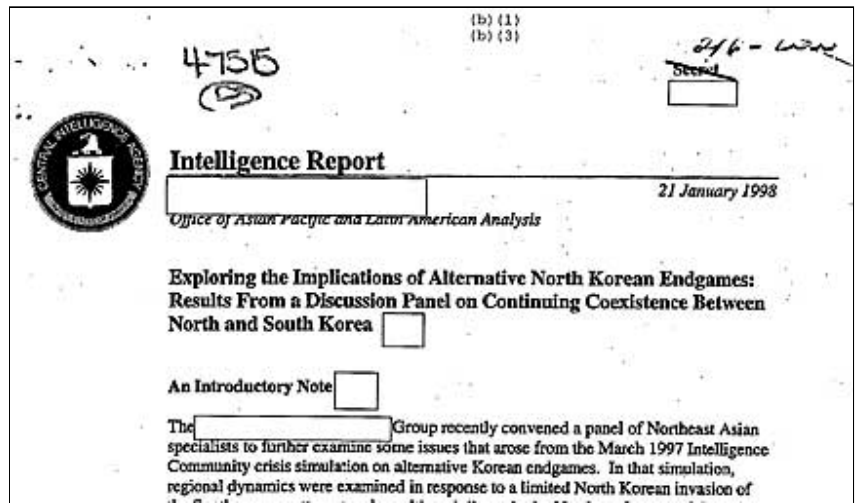 (b) (1)
(b) (3)
4755
Secret
CENTRAL INTELLIGENCE AGENCY
Intelligence Report
21 January 1998
Office of Asian Pacific and Latin American Analysis
Exploring the Implications of Alternative North Korean Endgames:
Results From a Discussion Panel on Continuing Coexistence Between
North and South Korea
An Introductory Note
The Group recently convened a panel of Northeast Asian
specialists to further examine some issues that arose from the March 1997 Intelligence
Community crisis simulation on alternative Korean endgames. In that simulation,
regional dynamics were examined in response to a limited North Korean invasion of